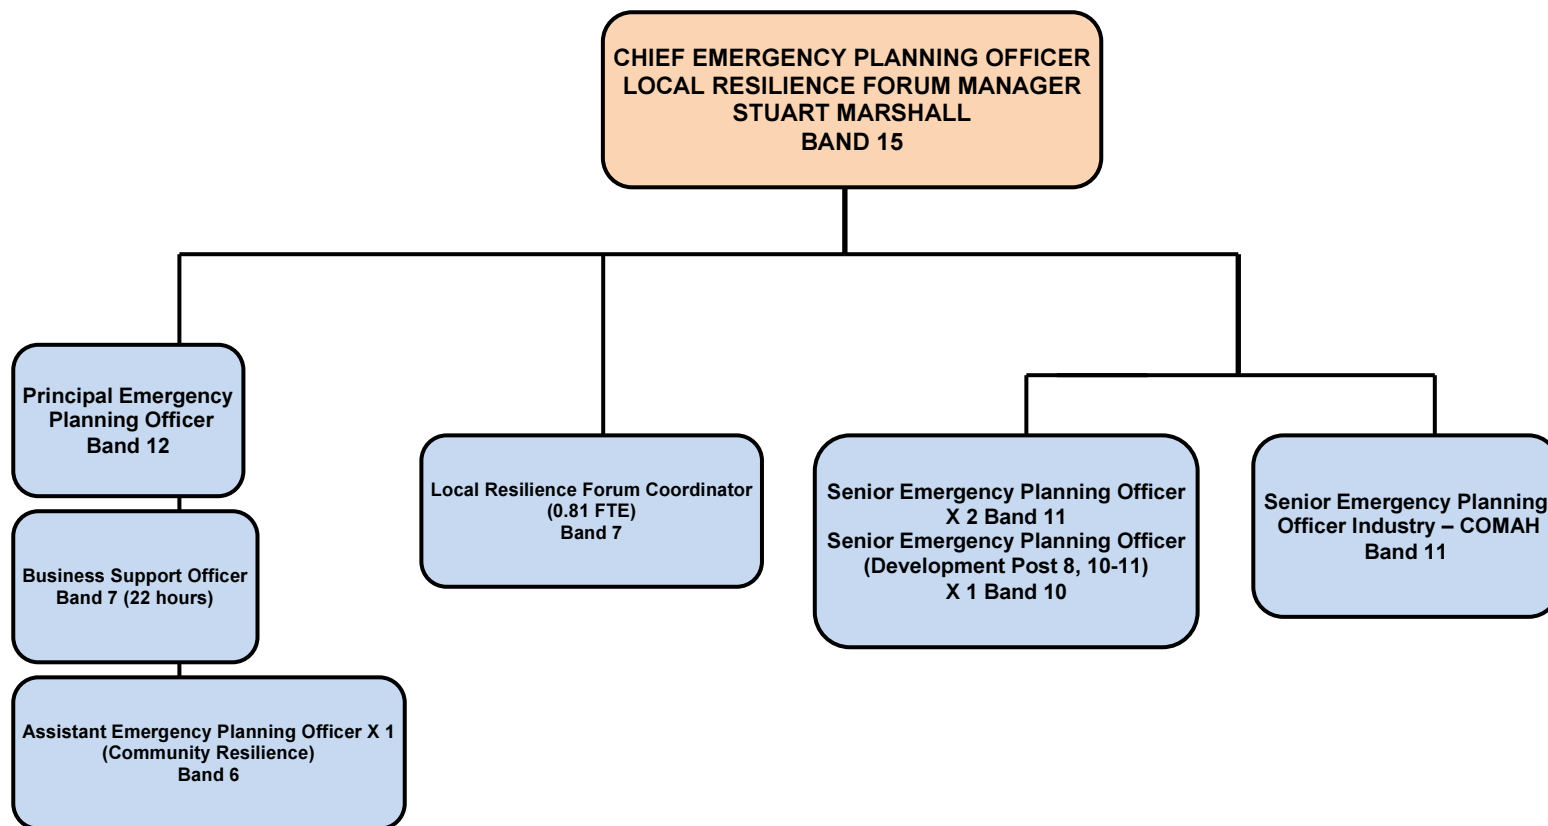 CHIEF EMERGENCY PLANNING OFFICER
LOCAL RESILIENCE FORUM MANAGER
STUART MARSHALL
BAND 15
Principal Emergency
Planning Officer
Band 12
Business Support Officer
Band 7 (22 hours)
Assistant Emergency Planning Officer X 1
(Community Resilience)
Band 6
Local Resilience Forum Coordinator
(0.81 FTE)
Band 7
Senior Emergency Planning Officer
X 2 Band 11
Senior Emergency Planning Officer
(Development Post 8, 10-11)
X 1 Band 10
Senior Emergency Planning
Officer Industry – COMAH
Band 11